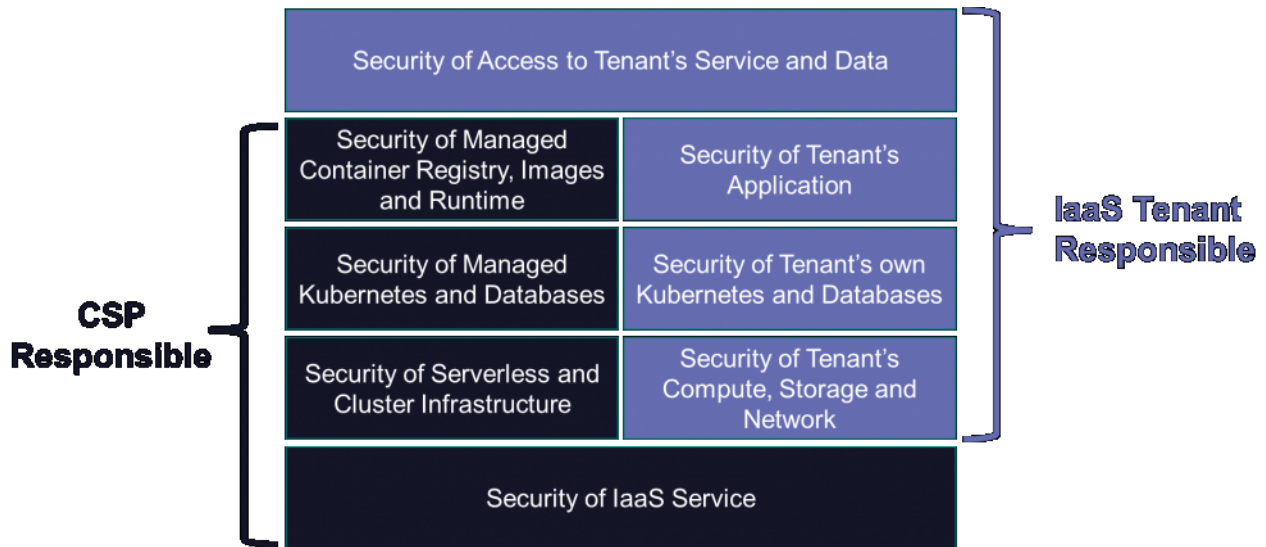 Security of Access to Tenant's Service and Data
Security of Managed
Container Registry, Images
and Runtime
Security of Tenant's
Application
Security of Managed
Kubernetes and Databases
Security of Tenant's own
Kubernetes and Databases
Security of Serverless and
Cluster Infrastructure
Security of Tenant's
Compute, Storage and
Network
Security of IaaS Service
CSP
Responsible
IaaS Tenant
Responsible